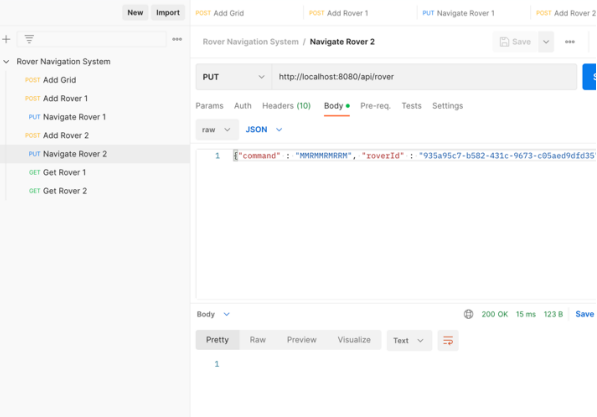 New Import POST Add Grid POST Add Rover 1 PUT Navigate Rover 1 POST Add Rover 2
Rover Navigation System / Navigate Rover 2 Save
Rover Navigation System
POST Add Grid
POST Add Rover 1
PUT Navigate Rover 1
POST Add Rover 2
PUT Navigate Rover 2
GET Get Rover 1
GET Get Rover 2
PUT http://localhost:8080/api/rover S
Params Auth Headers (10) Body Pre-req. Tests Settings
raw JSON
1 {"command" : "MMRMMRMRRM", "roverId" : "935a95c7-b582-431c-9673-c05aed9dfd35
Body 200 OK 15 ms 123 B Save
Pretty Raw Preview Visualize Text
1